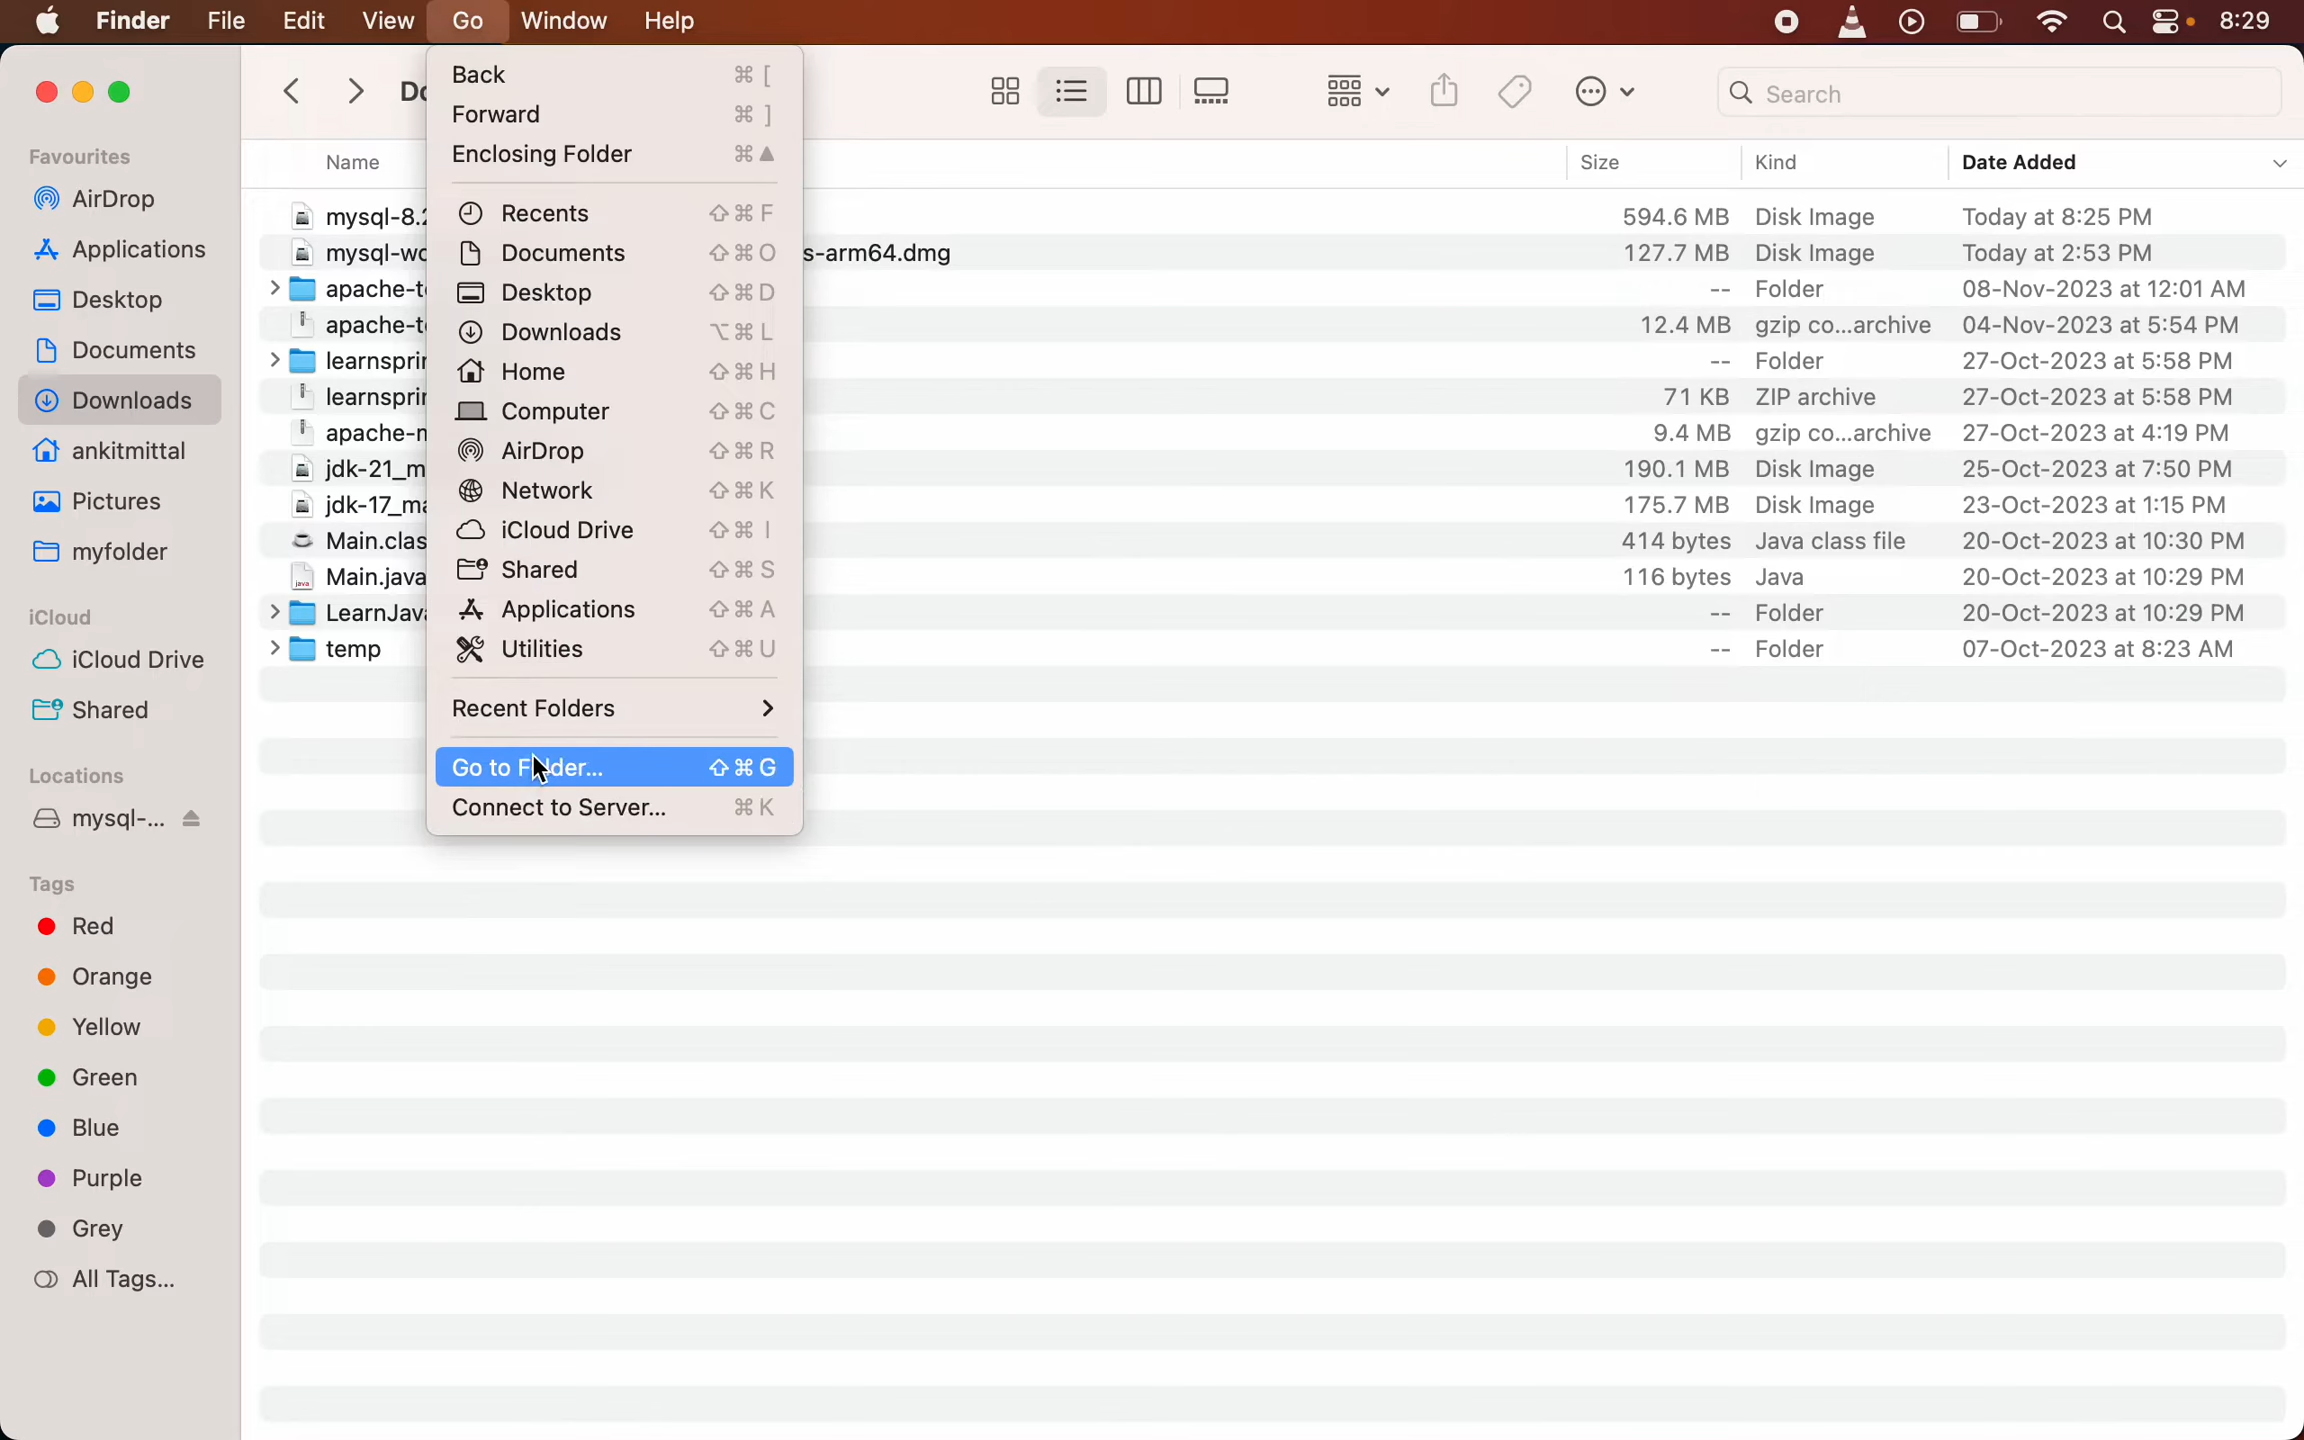 Finder File Edit View Go Window Help 8:29
Back ⌘ [
Forward ⌘ ]
Enclosing Folder ⌘ ▲
Recents ⇧ ⌘ F
Documents ⇧ ⌘ O
Desktop ⇧ ⌘ D
Downloads ⌥ ⌘ L
Home ⇧ ⌘ H
Computer ⇧ ⌘ C
AirDrop ⇧ ⌘ R
Network ⇧ ⌘ K
iCloud Drive ⇧ ⌘ I
Shared ⇧ ⌘ S
Applications ⇧ ⌘ A
Utilities ⇧ ⌘ U
Recent Folders
Go to Folder... ⇧ ⌘ G
Connect to Server... ⌘ K
Favourites
AirDrop
Applications
Desktop
Documents
Downloads
ankitmittal
Pictures
myfolder
iCloud
iCloud Drive
Shared
Locations
mysql-...
Tags
Red
Orange
Yellow
Green
Blue
Purple
Grey
All Tags...
Search
Name Size Kind Date Added
mysql-8.2 594.6 MB Disk Image Today at 8:25 PM
mysql-wo s-arm64.dmg 127.7 MB Disk Image Today at 2:53 PM
apache-t -- Folder 08-Nov-2023 at 12:01 AM
apache-t 12.4 MB gzip co...archive 04-Nov-2023 at 5:54 PM
learnsprin -- Folder 27-Oct-2023 at 5:58 PM
learnsprin 71 KB ZIP archive 27-Oct-2023 at 5:58 PM
apache-m 9.4 MB gzip co...archive 27-Oct-2023 at 4:19 PM
jdk-21_m 190.1 MB Disk Image 25-Oct-2023 at 7:50 PM
jdk-17_ma 175.7 MB Disk Image 23-Oct-2023 at 1:15 PM
Main.clas 414 bytes Java class file 20-Oct-2023 at 10:30 PM
Main.java 116 bytes Java 20-Oct-2023 at 10:29 PM
LearnJava -- Folder 20-Oct-2023 at 10:29 PM
temp -- Folder 07-Oct-2023 at 8:23 AM